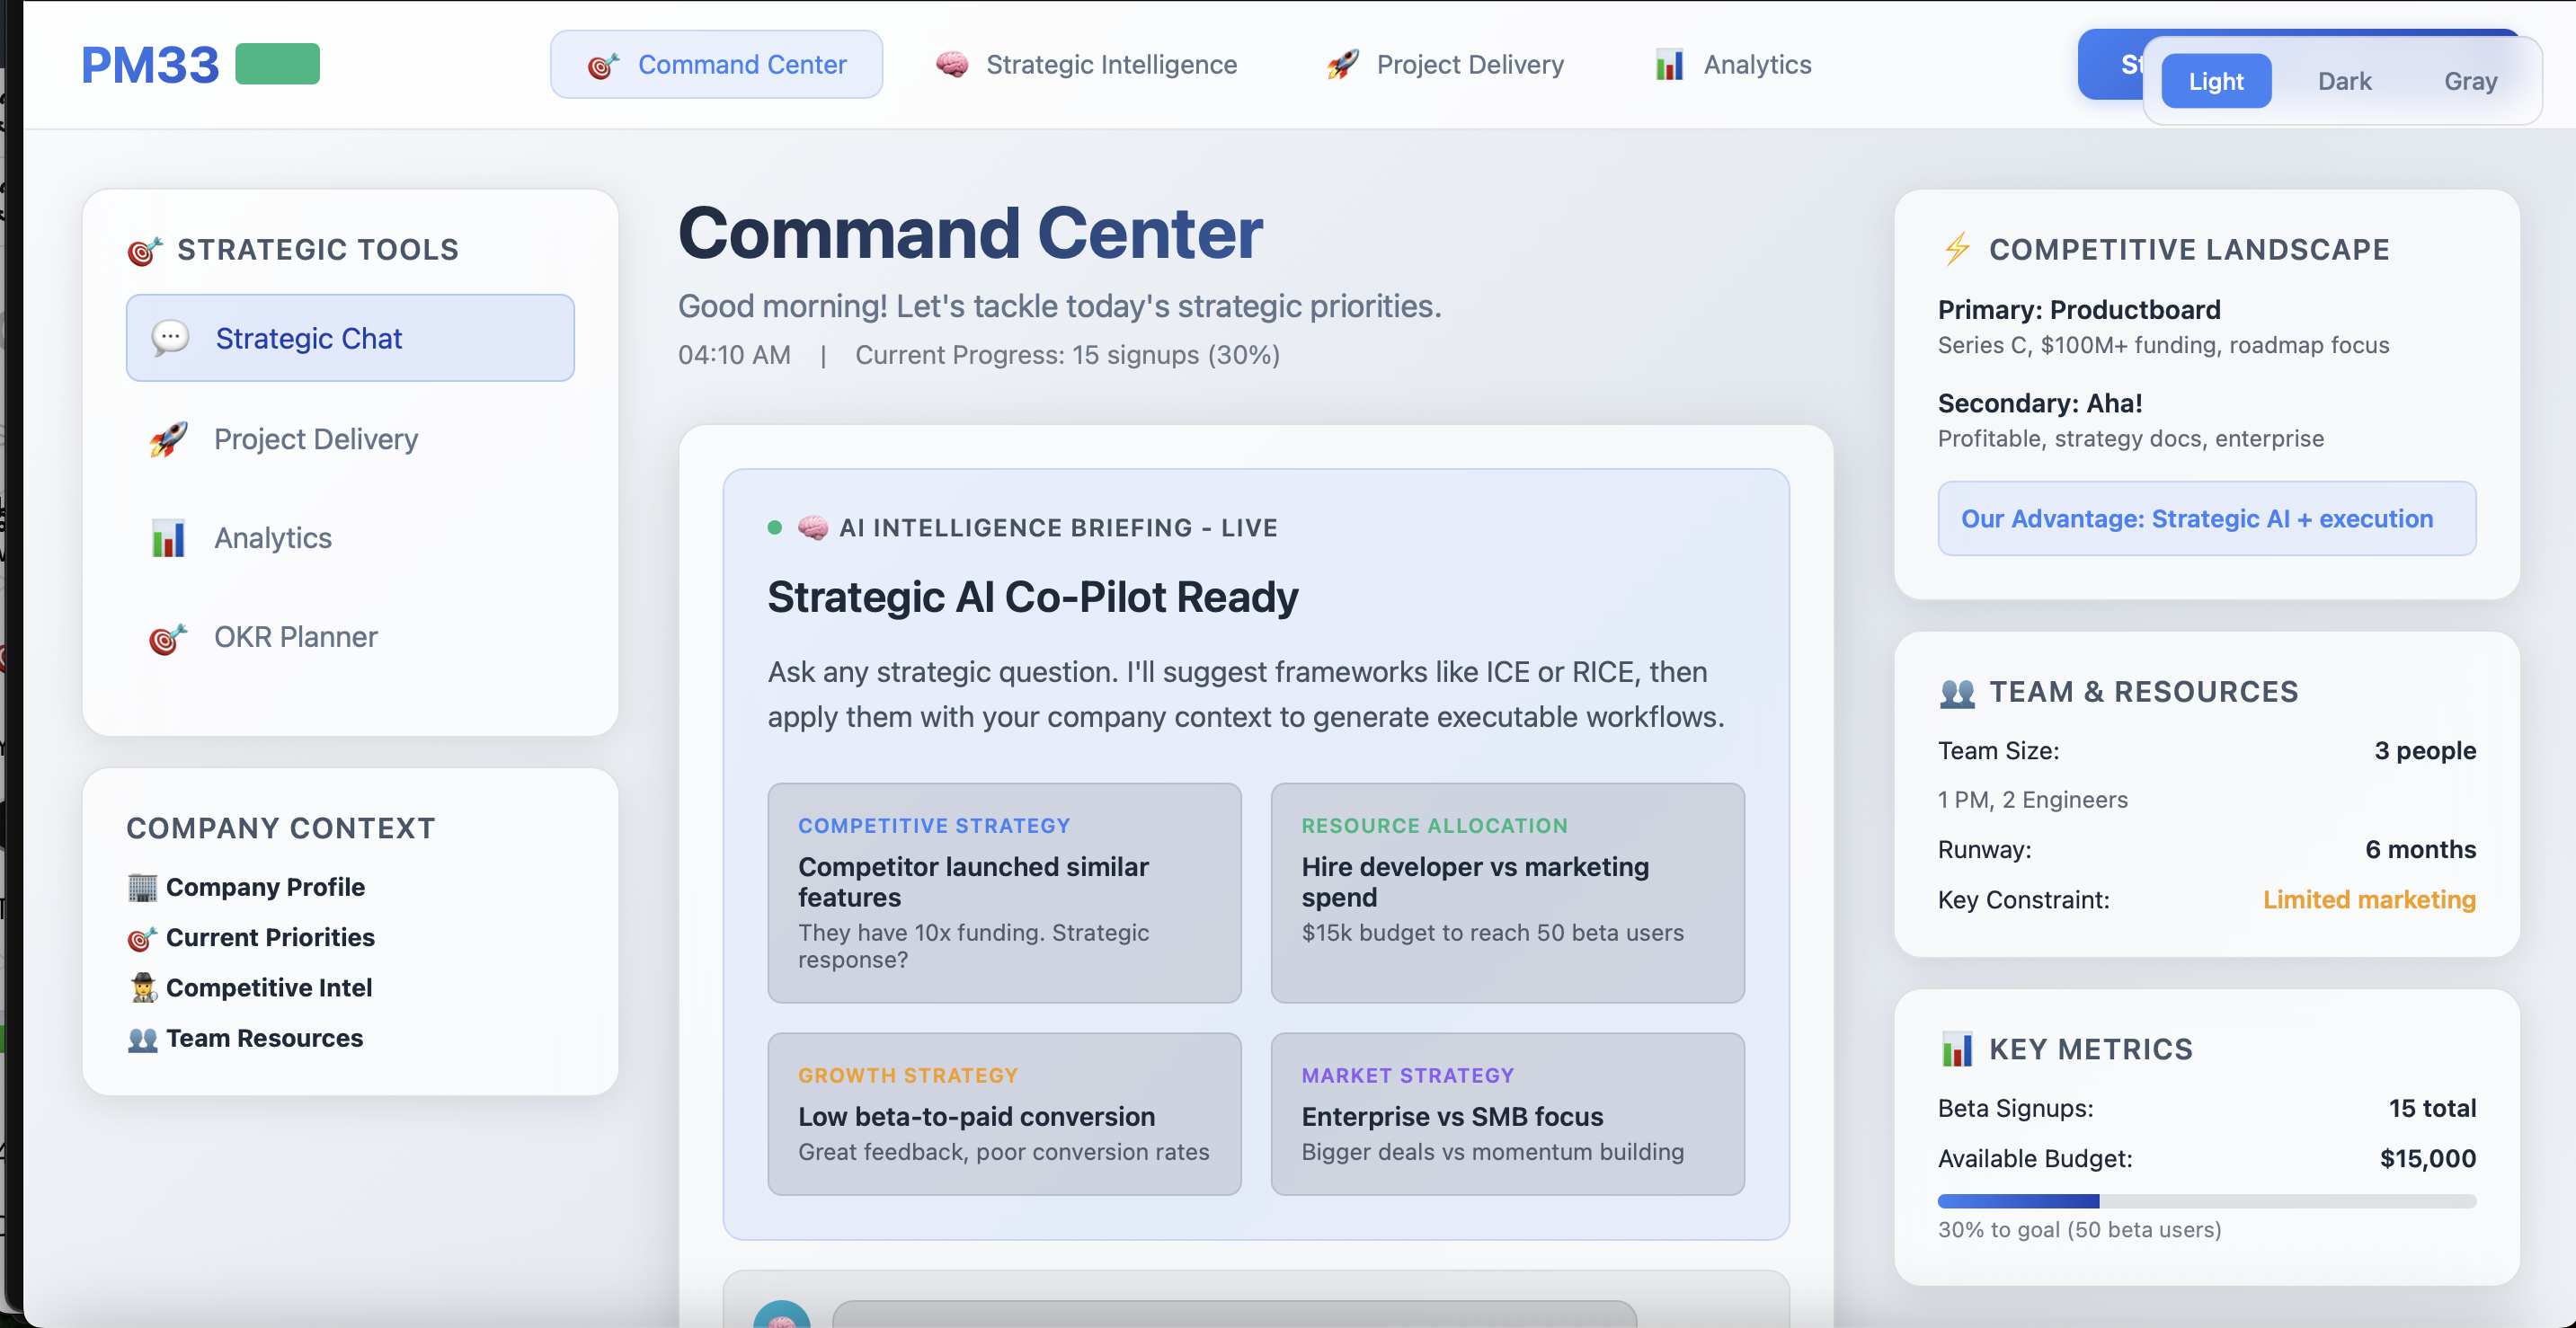 PM33
Command Center
Strategic Intelligence
Project Delivery
Analytics
Light
Dark
Gray
STRATEGIC TOOLS
Strategic Chat
Project Delivery
Analytics
OKR Planner
COMPANY CONTEXT
Company Profile
Current Priorities
Competitive Intel
Team Resources
Command Center
Good morning! Let's tackle today's strategic priorities.
04:10 AM | Current Progress: 15 signups (30%)
AI INTELLIGENCE BRIEFING - LIVE
Strategic AI Co-Pilot Ready
Ask any strategic question. I'll suggest frameworks like ICE or RICE, then
apply them with your company context to generate executable workflows.
COMPETITIVE STRATEGY
Competitor launched similar
features
They have 10x funding. Strategic
response?
RESOURCE ALLOCATION
Hire developer vs marketing
spend
$15k budget to reach 50 beta users
GROWTH STRATEGY
Low beta-to-paid conversion
Great feedback, poor conversion rates
MARKET STRATEGY
Enterprise vs SMB focus
Bigger deals vs momentum building
COMPETITIVE LANDSCAPE
Primary: Productboard
Series C, $100M+ funding, roadmap focus
Secondary: Aha!
Profitable, strategy docs, enterprise
Our Advantage: Strategic AI + execution
TEAM & RESOURCES
Team Size: 3 people
1 PM, 2 Engineers
Runway: 6 months
Key Constraint: Limited marketing
KEY METRICS
Beta Signups: 15 total
Available Budget: $15,000
30% to goal (50 beta users)